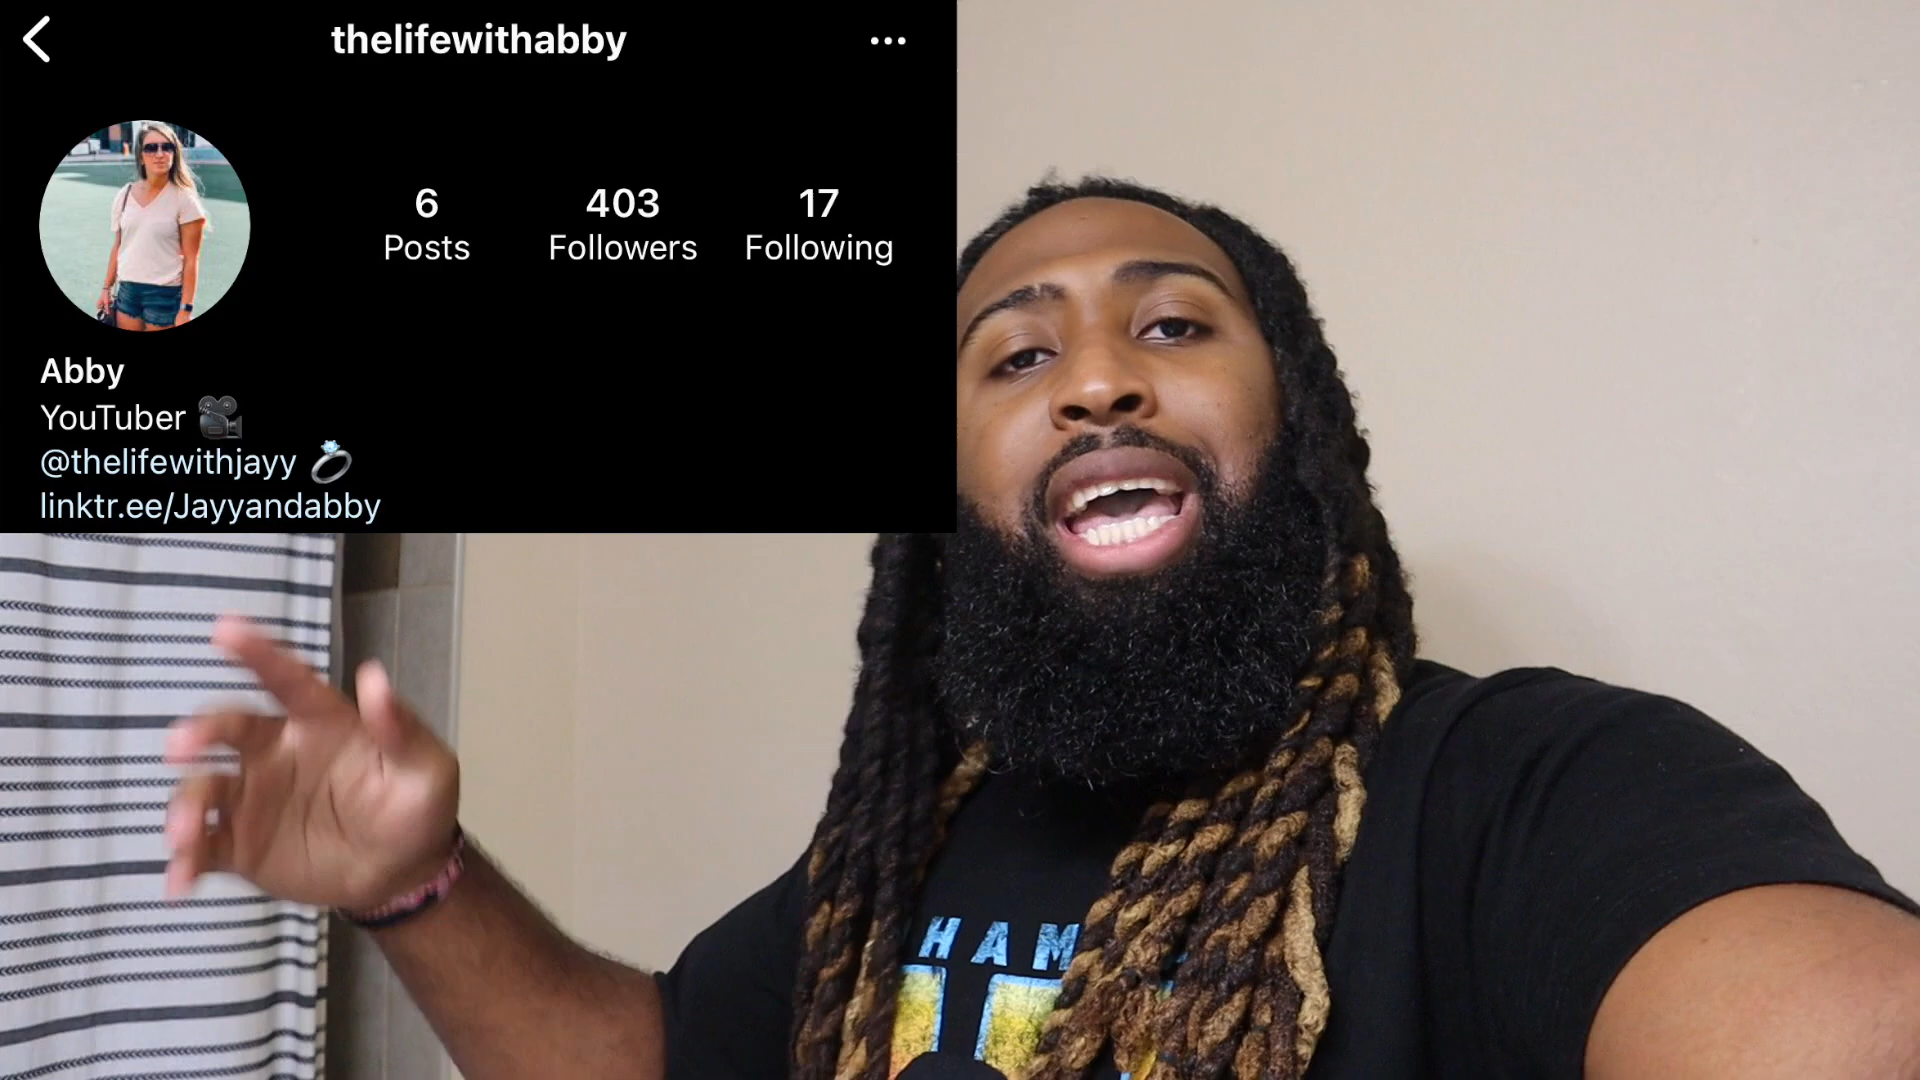 thelifewithabby
6 403 17
Posts Followers Following
Abby
YouTuber
@thelifewithjayy
linktr.ee/Jayyandabby
HAM